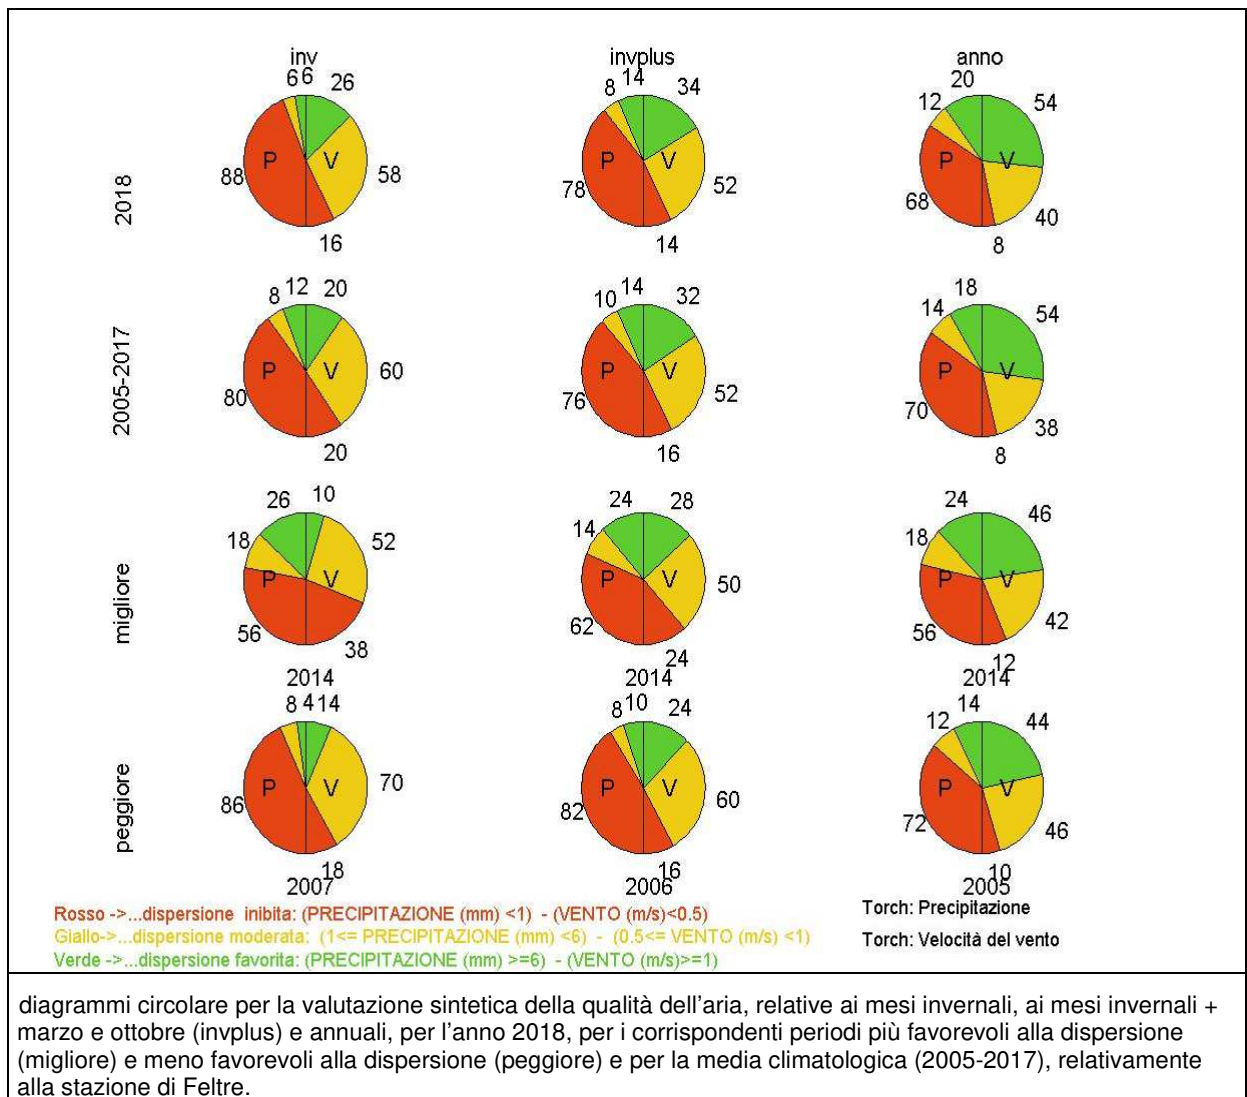 inv invplus anno
6 6 26 8 14 34 12 20 54
2018 88 P V 58 78 P V 52 68 P V 40
16 14 8
8 12 20 10 14 32 14 18 54
2005-2017 80 P V 60 76 P V 52 70 P V 38
20 16 8
18 26 10 14 24 28 18 24 46
migliore 56 P V 52 62 P V 50 56 P V 42
38 24 12
2014 2014 2014
8 4 14 8 10 24 12 14 44
peggiore 86 P V 70 82 P V 60 72 P V 46
18 16 10
2007 2006 2005
Rosso ->...dispersione inibita: (PRECIPITAZIONE (mm) <1) - (VENTO (m/s)<0.5)
Torch: Precipitazione
Giallo->...dispersione moderata: (1<= PRECIPITAZIONE (mm) <6) - (0.5<= VENTO (m/s) <1)
Torch: Velocità del vento
Verde ->...dispersione favorita: (PRECIPITAZIONE (mm) >=6) - (VENTO (m/s)>=1)
diagrammi circolare per la valutazione sintetica della qualità dell'aria, relative ai mesi invernali, ai mesi invernali +
marzo e ottobre (invplus) e annuali, per l'anno 2018, per i corrispondenti periodi più favorevoli alla dispersione
(migliore) e meno favorevoli alla dispersione (peggiore) e per la media climatologica (2005-2017), relativamente
alla stazione di Feltre.